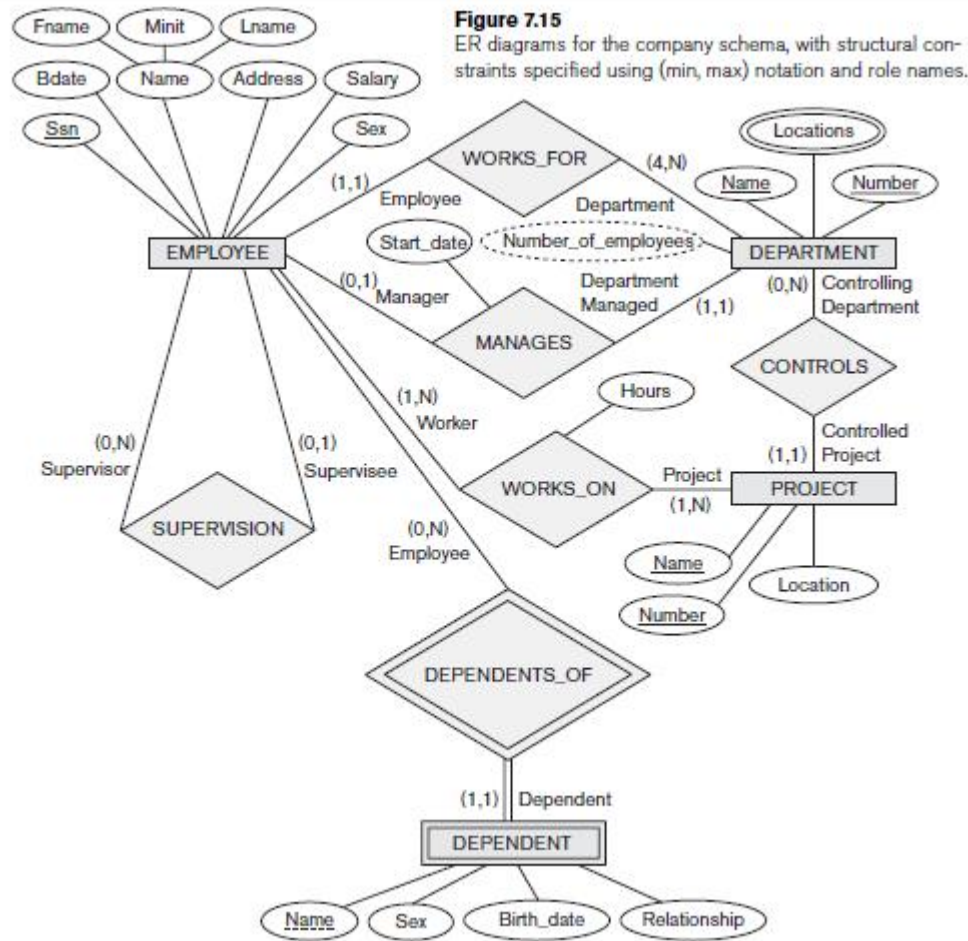 Figure 7.15
ER diagrams for the company schema, with structural con-
straints specified using (min, max) notation and role names.
Fname
Minit
Lname
Bdate
Name
Address
Salary
Ssn
Sex
WORKS_FOR
(1,1)
Employee
(4,N)
Department
Locations
Name
Number
Start_date
Number_of_employees
EMPLOYEE
DEPARTMENT
(0,1)
Manager
Department
Managed
(1,1)
MANAGES
(0,N)
Controlling
Department
CONTROLS
Hours
(1,N)
Worker
(0,N)
Supervisor
(0,1)
Supervisee
SUPERVISION
WORKS_ON
Project
(1,N)
Controlled
Project
(1,1)
PROJECT
(0,N)
Employee
Name
Number
Location
DEPENDENTS_OF
(1,1)
Dependent
DEPENDENT
Name
Sex
Birth_date
Relationship